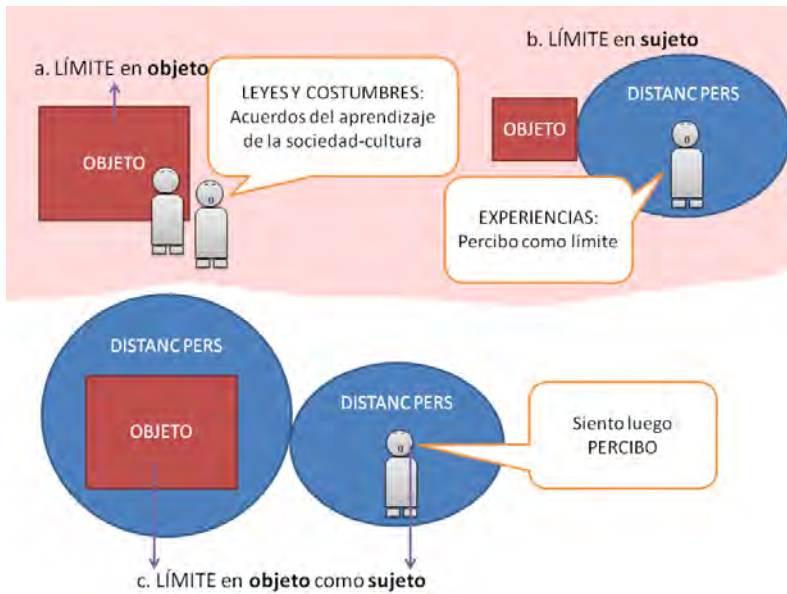 a. LÍMITE en objeto
OBJETO
LEYES Y COSTUMBRES:
Acuerdos del aprendizaje
de la sociedad-cultura
b. LÍMITE en sujeto
DISTANC PERS
OBJETO
EXPERIENCIAS:
Percibo como límite
DISTANC PERS
OBJETO
DISTANC PERS
Siento luego
PERCIBO
c. LÍMITE en objeto como sujeto